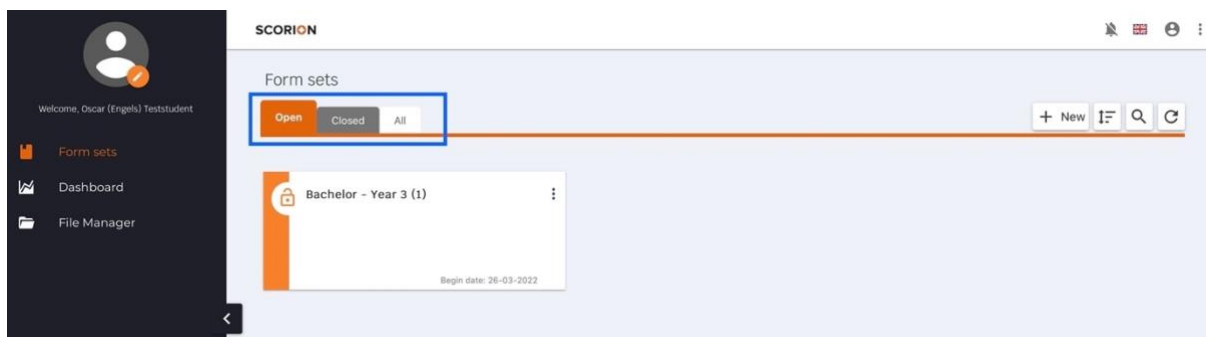 SCORION
Welcome, Oscar (Engels) Teststudent
Form sets
Dashboard
File Manager
Form sets
Open Closed All
+ New
Bachelor - Year 3 (1)
Begin date: 26-03-2022